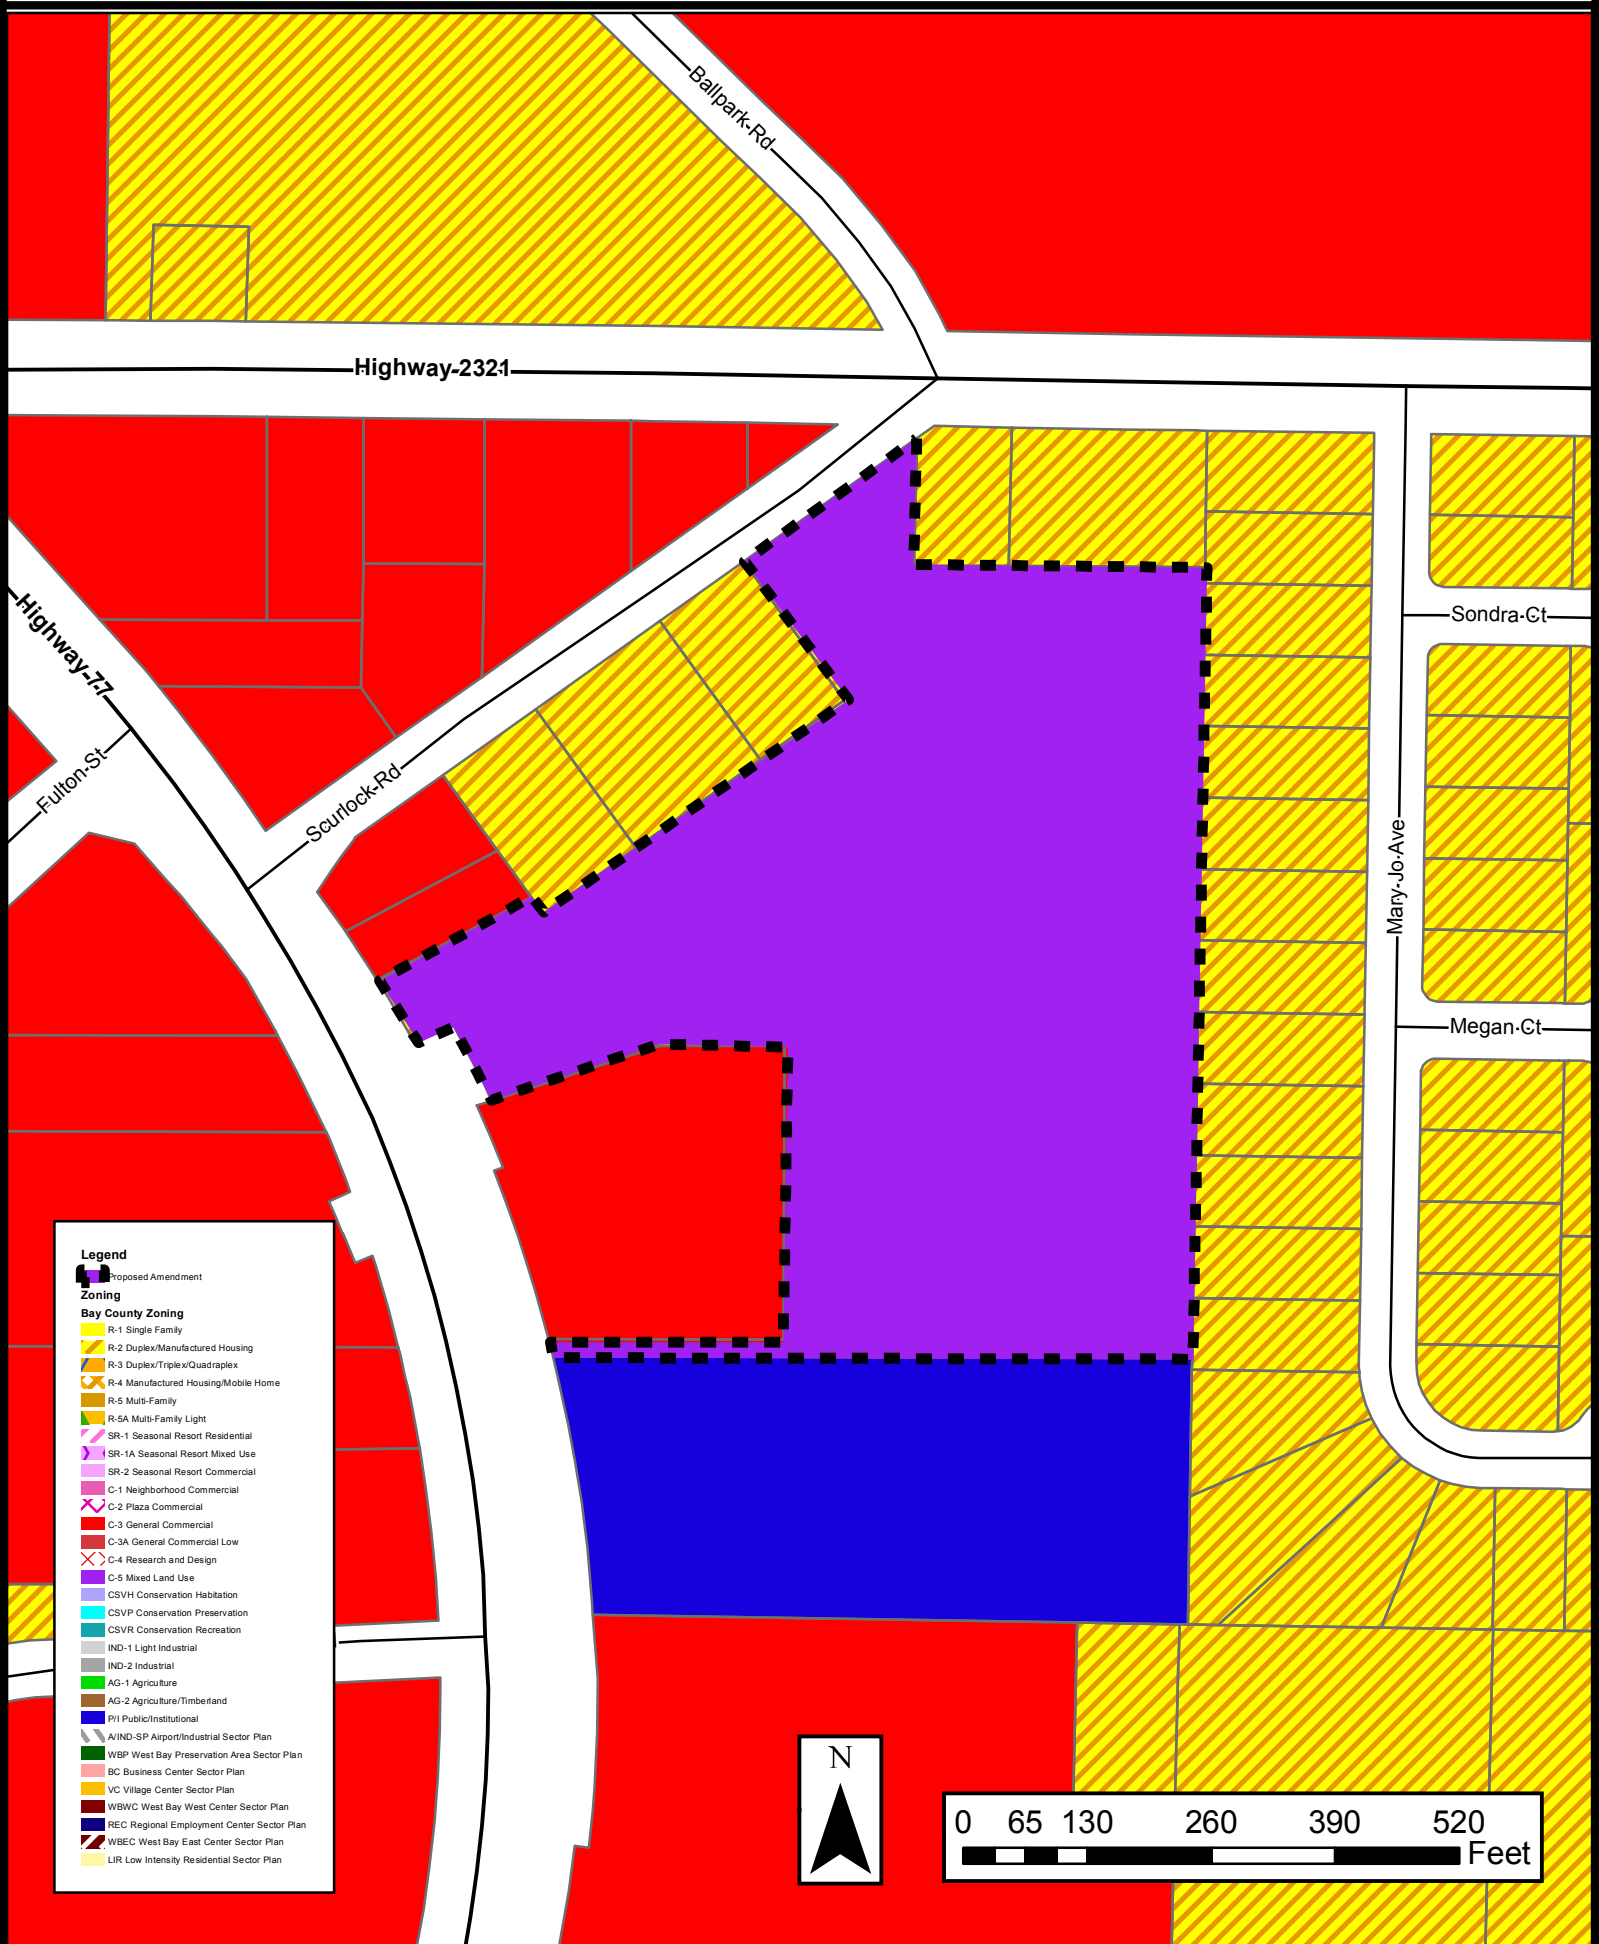 Ballpark Rd
Highway 2321
Highway 77
Sondra Ct
Fulton St
Scurlock Rd
Mary Jo Ave
Megan Ct
Legend
Proposed Amendment
Zoning
Bay County Zoning
R-1 Single Family
R-2 Duplex/Manufactured Housing
R-3 Duplex/Triplex/Quadraplex
R-4 Manufactured Housing/Mobile Home
R-5 Multi-Family
R-5A Multi-Family Light
SR-1 Seasonal Resort Residential
SR-1A Seasonal Resort Mixed Use
SR-2 Seasonal Resort Commercial
C-1 Neighborhood Commercial
C-2 Plaza Commercial
C-3 General Commercial
C-3A General Commercial Low
C-4 Research and Design
C-5 Mixed Land Use
CSVH Conservation Habitation
CSVP Conservation Preservation
CSVR Conservation Recreation
IND-1 Light Industrial
IND-2 Industrial
AG-1 Agriculture
AG-2 Agriculture/Timberland
P/I Public/Institutional
A/IND-SP Airport/Industrial Sector Plan
WBP West Bay Preservation Area Sector Plan
BC Business Center Sector Plan
VC Village Center Sector Plan
WBWC West Bay West Center Sector Plan
REC Regional Employment Center Sector Plan
WBEC West Bay East Center Sector Plan
LIR Low Intensity Residential Sector Plan
N
0 65 130 260 390 520
Feet